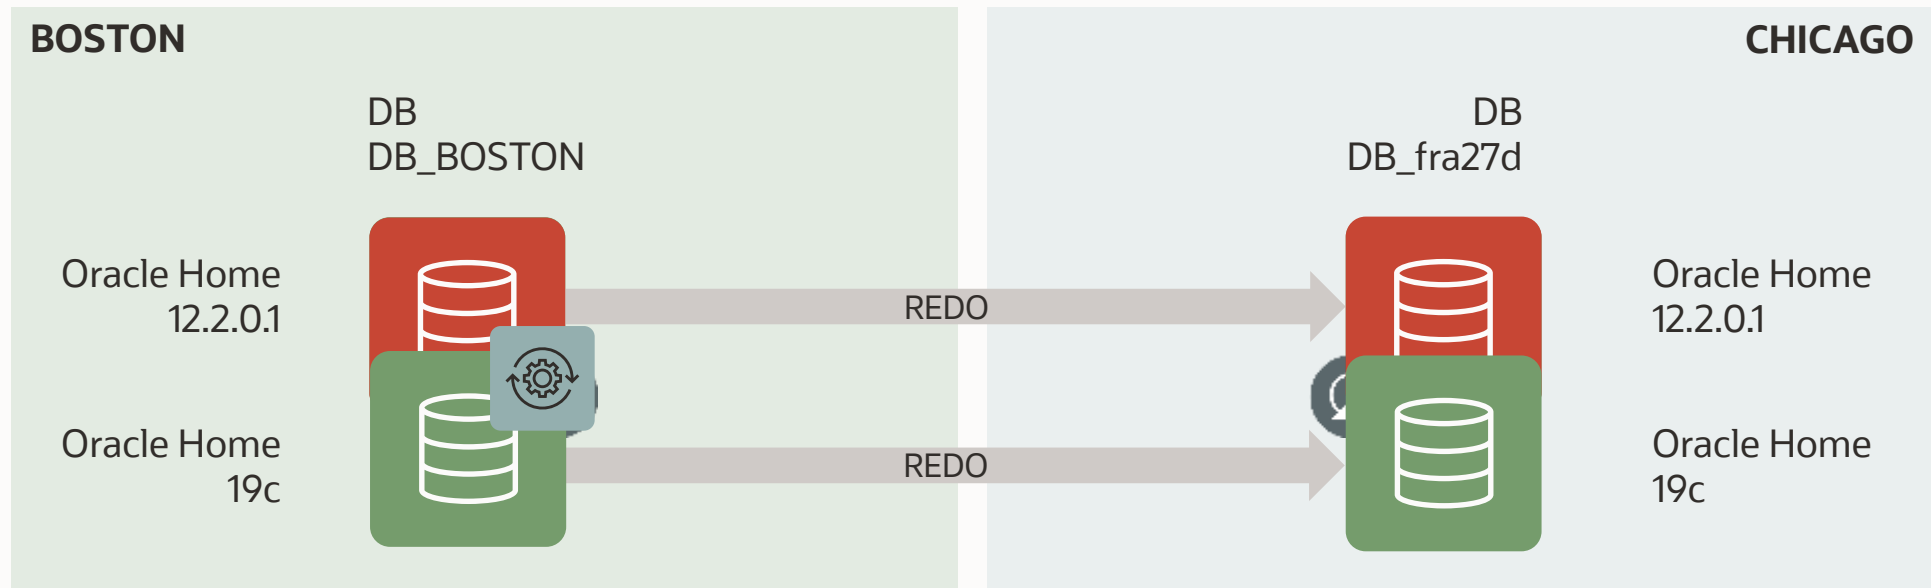 BOSTON
CHICAGO
DB
DB_BOSTON
DB
DB_fra27d
Oracle Home
12.2.0.1
REDO
Oracle Home
12.2.0.1
Oracle Home
19c
REDO
Oracle Home
19c